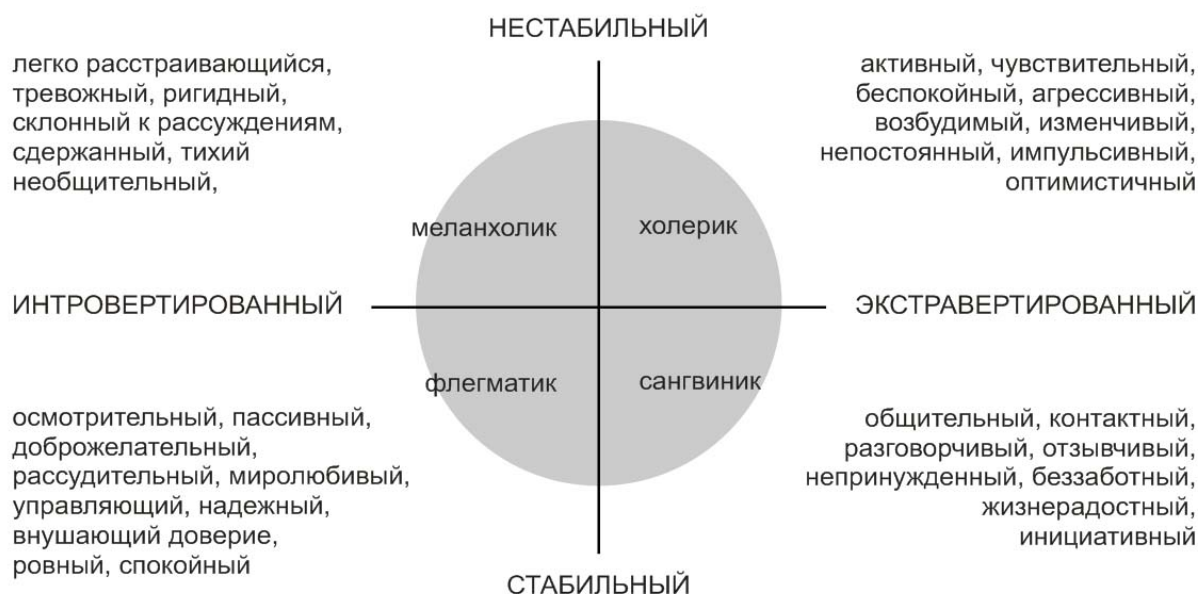 НЕСТАБИЛЬНЫЙ
легко расстраивающийся,
тревожный, ригидный,
склонный к рассуждениям,
сдержанный, тихий
необщительный,
активный, чувствительный,
беспокойный, агрессивный,
возбудимый, изменчивый,
непостоянный, импульсивный,
оптимистичный
меланхолик
холерик
ИНТРОВЕРТИРОВАННЫЙ
ЭКСТРАВЕРТИРОВАННЫЙ
флегматик
сангвиник
осмотрительный, пассивный,
доброжелательный,
рассудительный, миролюбивый,
управляющий, надежный,
внушающий доверие,
ровный, спокойный
общительный, контактный,
разговорчивый, отзывчивый,
непринужденный, беззаботный,
жизнерадостный,
инициативный
СТАБИЛЬНЫЙ